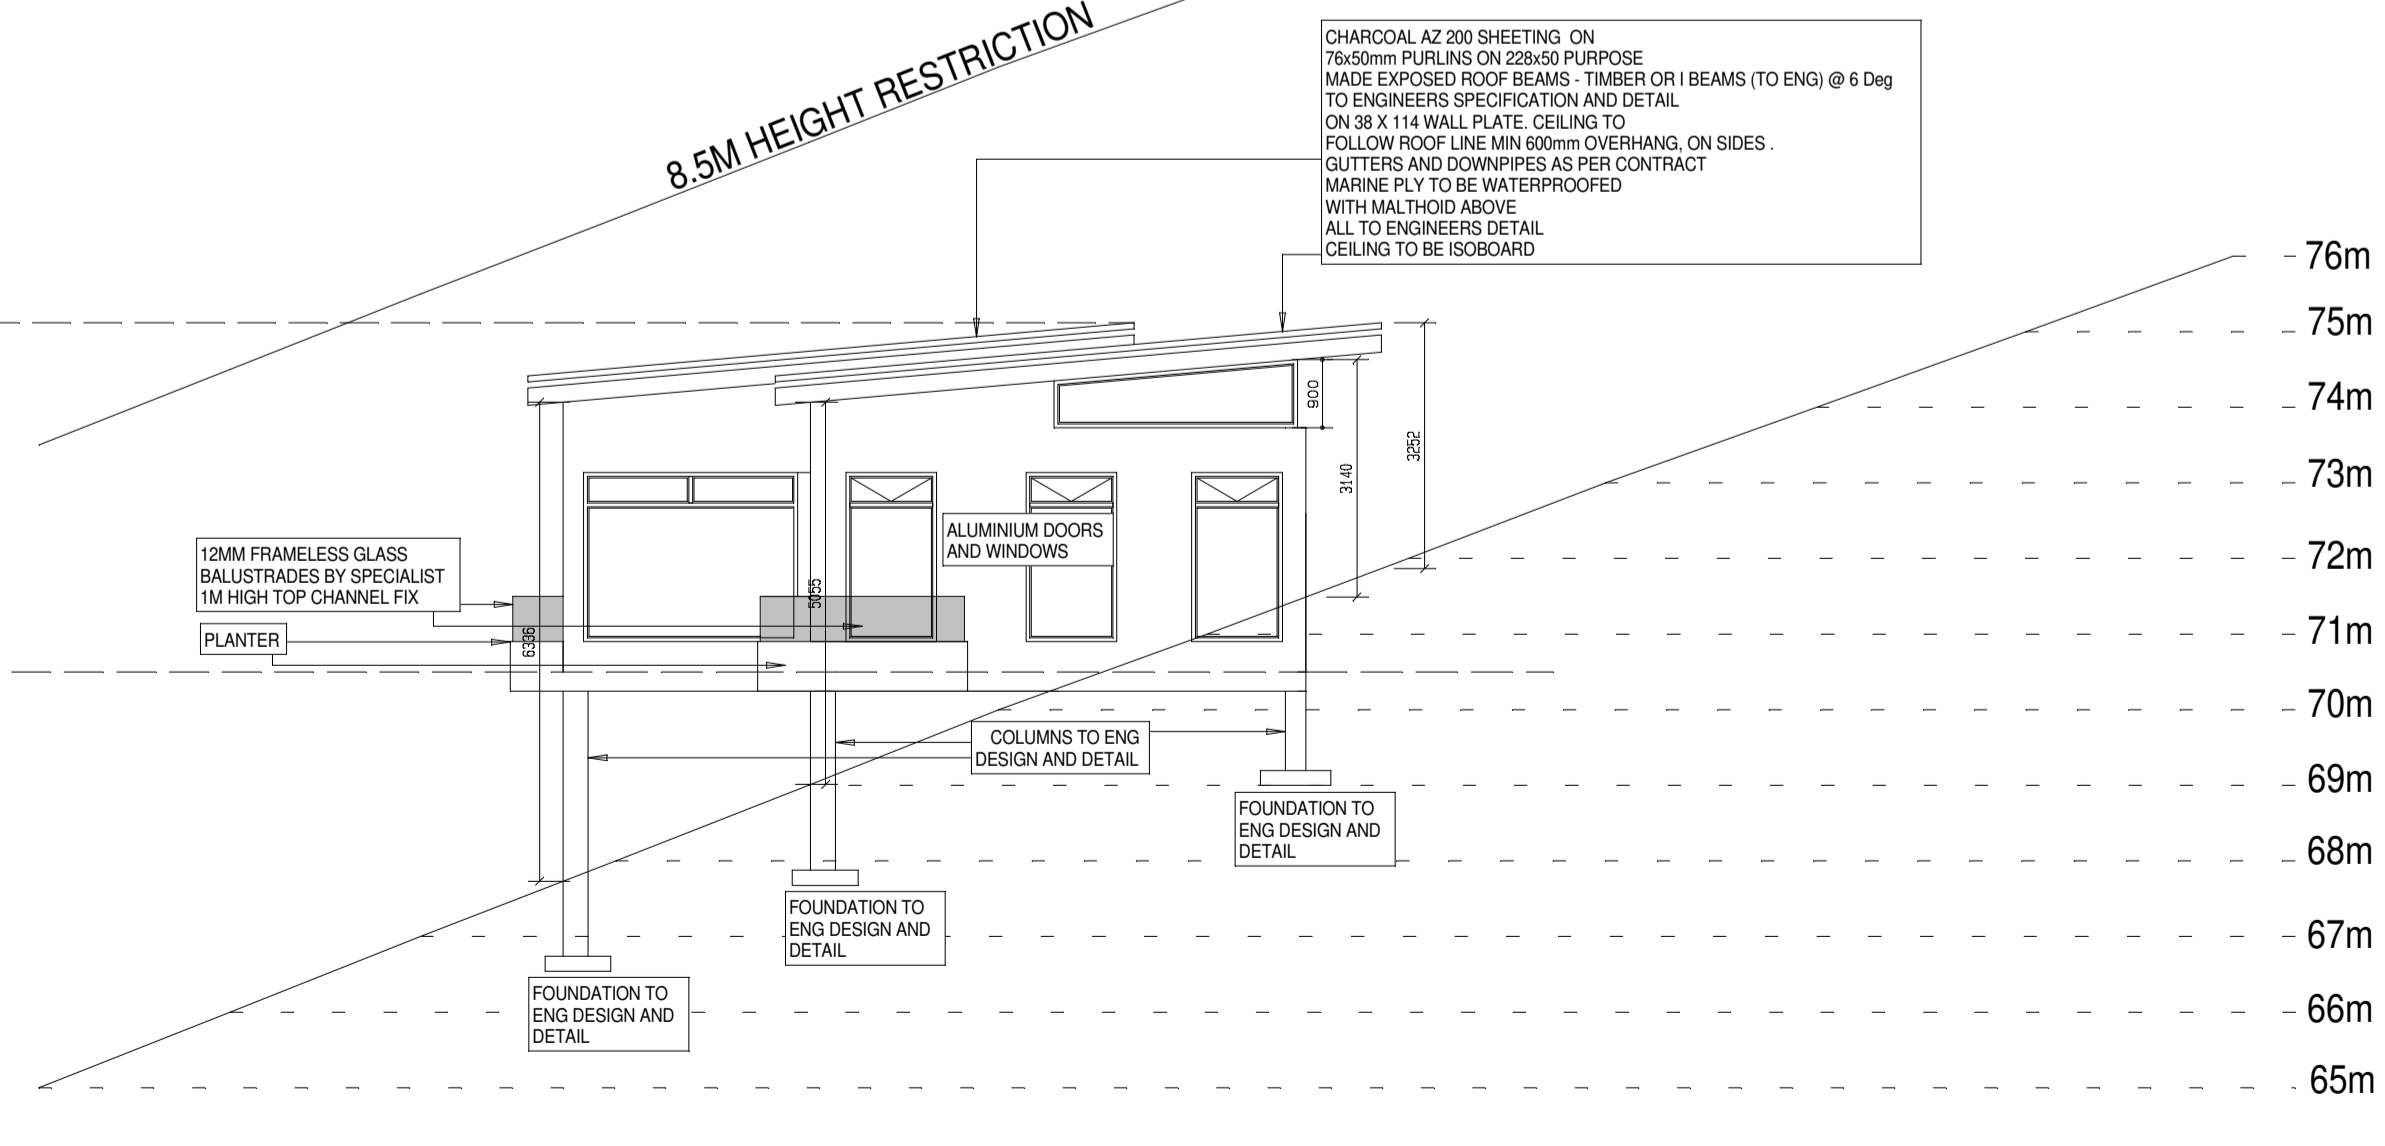 8.5M HEIGHT RESTRICTION
CHARCOAL AZ 200 SHEETING ON
76x50mm PURLINS ON 228x50 PURPOSE
MADE EXPOSED ROOF BEAMS - TIMBER OR I BEAMS (TO ENG) @ 6 Deg
TO ENGINEERS SPECIFICATION AND DETAIL
ON 38 X 114 WALL PLATE. CEILING TO
FOLLOW ROOF LINE MIN 600mm OVERHANG, ON SIDES .
GUTTERS AND DOWNPIPES AS PER CONTRACT
MARINE PLY TO BE WATERPROOFED
WITH MALTHOID ABOVE
ALL TO ENGINEERS DETAIL
CEILING TO BE ISOBOARD
76m
75m
74m
73m
72m
71m
70m
69m
68m
67m
66m
65m
900
3140
3252
12MM FRAMELESS GLASS
BALUSTRADES BY SPECIALIST
1M HIGH TOP CHANNEL FIX
PLANTER
ALUMINIUM DOORS
AND WINDOWS
6336
5055
COLUMNS TO ENG
DESIGN AND DETAIL
FOUNDATION TO
ENG DESIGN AND
DETAIL
FOUNDATION TO
ENG DESIGN AND
DETAIL
FOUNDATION TO
ENG DESIGN AND
DETAIL